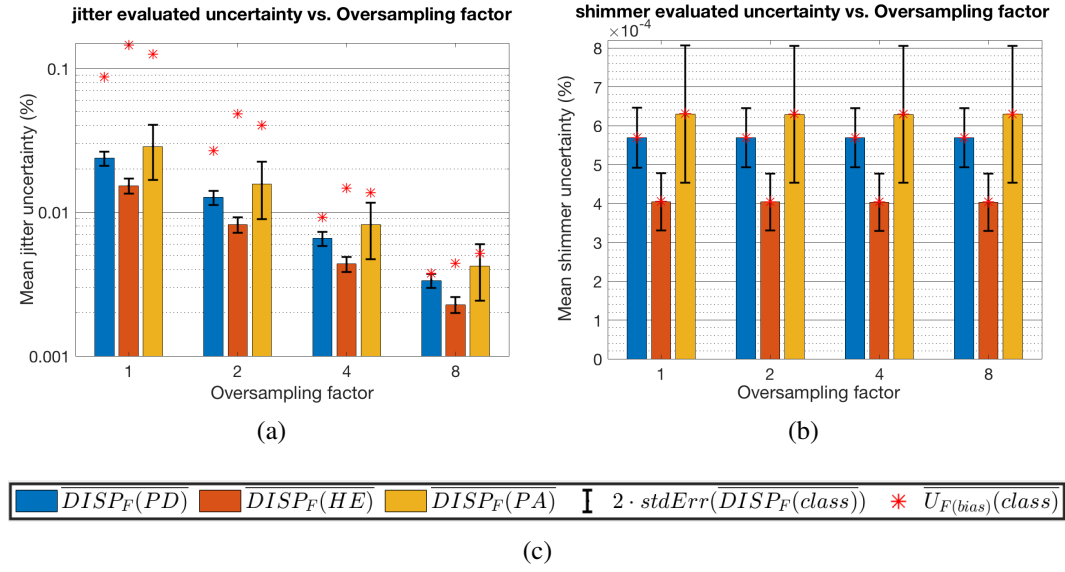 jitter evaluated uncertainty vs. Oversampling factor
Mean jitter uncertainty (%)
0.1
0.01
0.001
1 2 4 8
Oversampling factor
(a)
shimmer evaluated uncertainty vs. Oversampling factor
×10⁻⁴
Mean shimmer uncertainty (%)
8
7
6
5
4
3
2
1
0
1 2 4 8
Oversampling factor
(b)
DISP_F(PD) DISP_F(HE) DISP_F(PA) 2 · stdErr(DISP_F(class)) U_F(bias)(class)
(c)